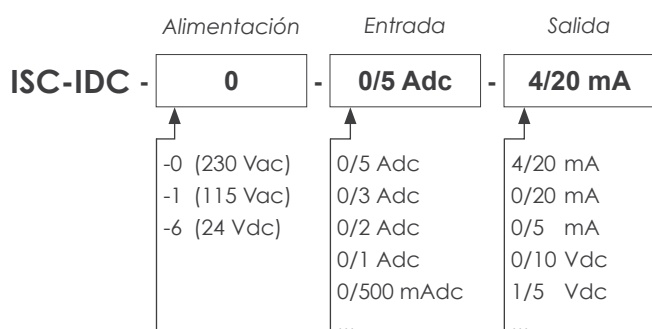 Alimentación Entrada Salida
ISC-IDC - 0 - 0/5 Adc - 4/20 mA
-0 (230 Vac) 0/5 Adc 4/20 mA
-1 (115 Vac) 0/3 Adc 0/20 mA
-6 (24 Vdc) 0/2 Adc 0/5 mA
0/1 Adc 0/10 Vdc
0/500 mAdc 1/5 Vdc
... ...